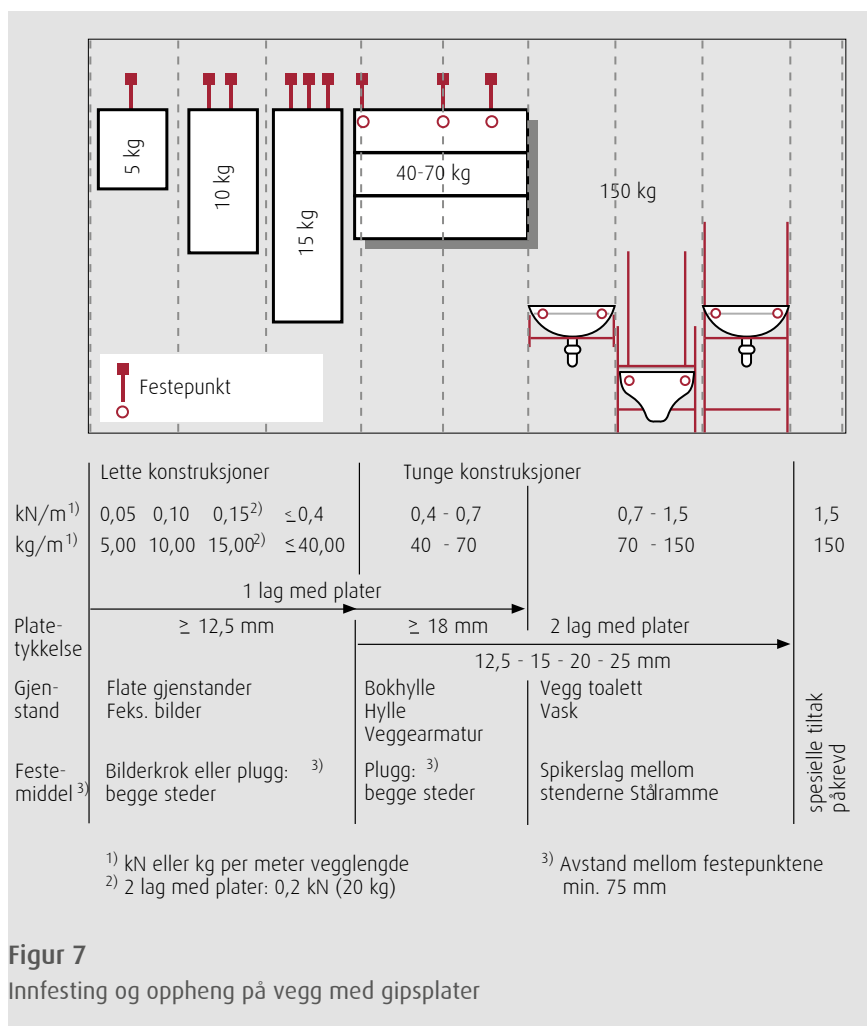 5 kg
10 kg
15 kg
40-70 kg
150 kg
Festepunkt
Lette konstruksjoner Tunge konstruksjoner
kN/m1) 0,05 0,10 0,152) ≤0,4 0,4 - 0,7 0,7 - 1,5 1,5
kg/m1) 5,00 10,00 15,002) ≤40,00 40 - 70 70 - 150 150
1 lag med plater
Plate-
tykkelse
≥ 12,5 mm ≥ 18 mm 2 lag med plater
12,5 - 15 - 20 - 25 mm
Gjen-
stand
Flate gjenstander
Feks. bilder
Bokhylle
Hylle
Veggearmatur
Vegg toalett
Vask
Feste-
middel 3)
Bilderkrok eller plugg: 3)
begge steder
Plugg: 3)
begge steder
Spikerslag mellom
stenderne Stålramme
spesielle tiltak
påkrevd
1) kN eller kg per meter vegglengde
2) 2 lag med plater: 0,2 kN (20 kg)
3) Avstand mellom festepunktene
min. 75 mm
Figur 7
Innfesting og oppheng på vegg med gipsplater